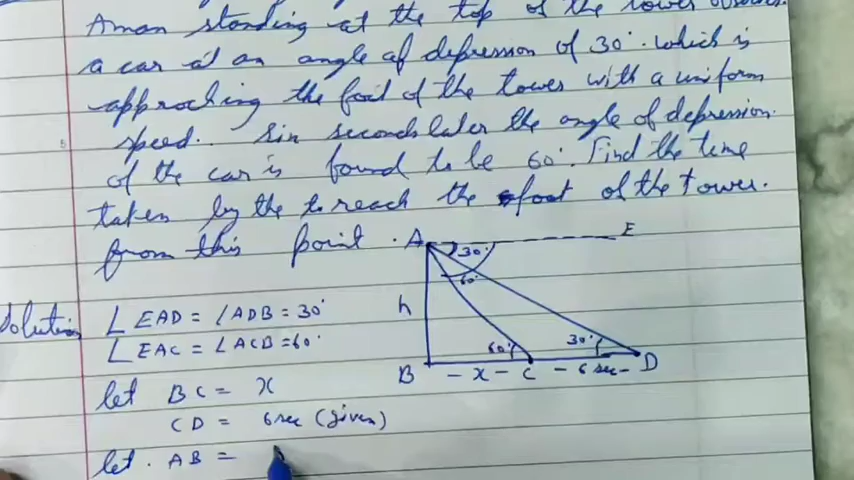 A man standing at the top of the tower
a car at an angle of depression of 30°. which is
approching the foot of the tower with a uniform
speed. Six seconds later the angle of depression
of the car is found to be 60°. Find the time
taken by the to reach the foot of the Tower.
from this point.
A 30° E
60°
h
60° 30°
B - x - C - 6 sec - D
Solution ∠EAD = ∠ADB = 30°
∠EAC = ∠ACB = 60°
let BC = x
CD = 6 sec (given)
let. AB =